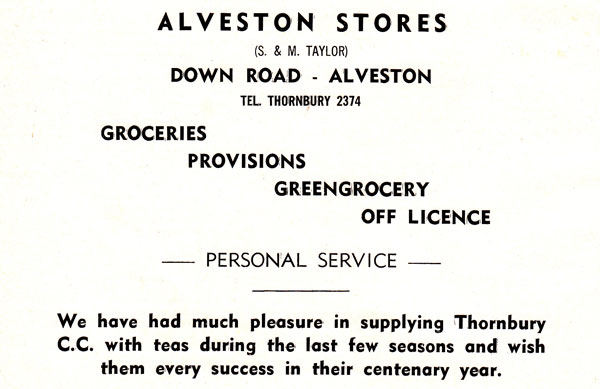 ALVESTON STORES
(S. & M. TAYLOR)
DOWN ROAD - ALVESTON
TEL. THORNBURY 2374
GROCERIES
PROVISIONS
GREENGROCERY
OFF LICENCE
— PERSONAL SERVICE —
We have had much pleasure in supplying Thornbury
C.C. with teas during the last few seasons and wish
them every success in their centenary year.